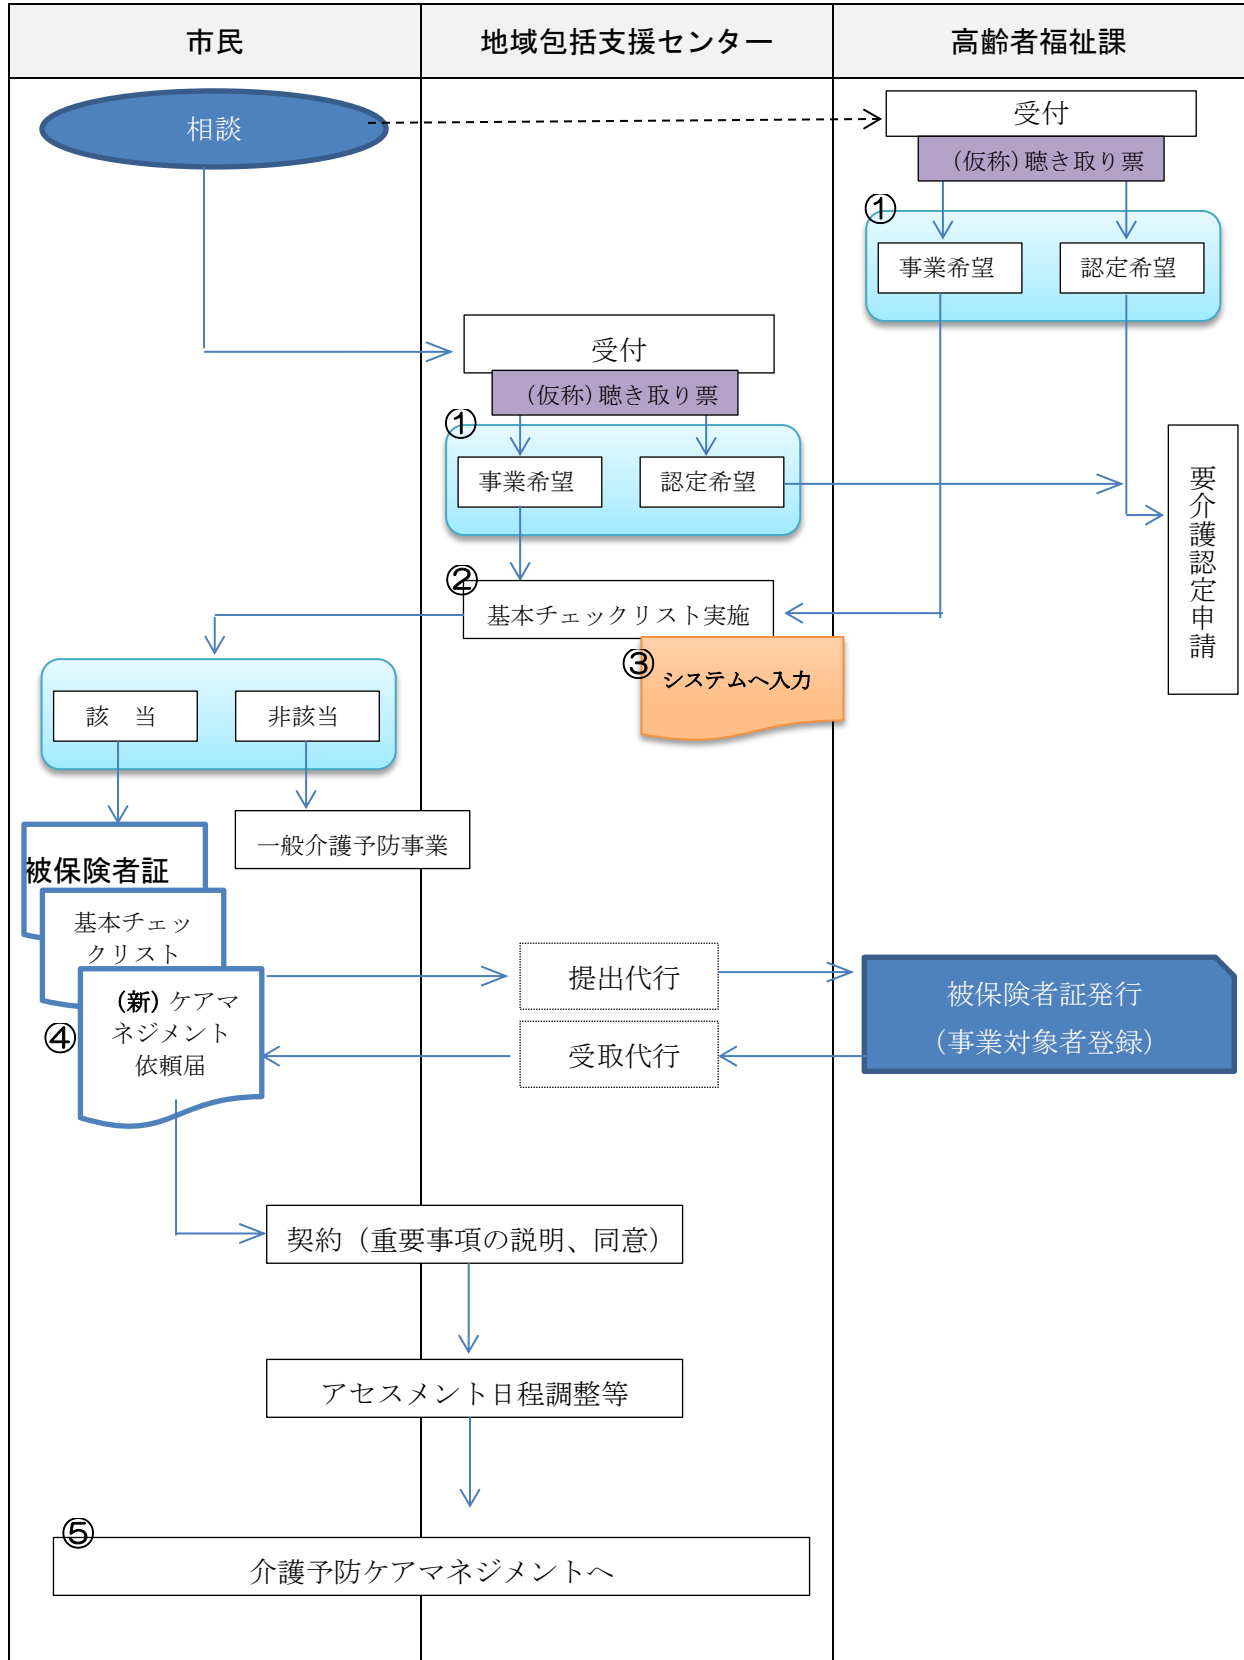 市民
地域包括支援センター
高齢者福祉課
相談
受付
(仮称)聴き取り票
①
事業希望
認定希望
受付
(仮称)聴き取り票
①
事業希望
認定希望
要介護認定申請
②
基本チェックリスト実施
③
システムへ入力
該　当
非該当
一般介護予防事業
被保険者証
基本チェッ
クリスト
(新)ケアマ
ネジメント
依頼届
④
提出代行
受取代行
被保険者証発行
（事業対象者登録）
契約（重要事項の説明、同意）
アセスメント日程調整等
⑤
介護予防ケアマネジメントへ